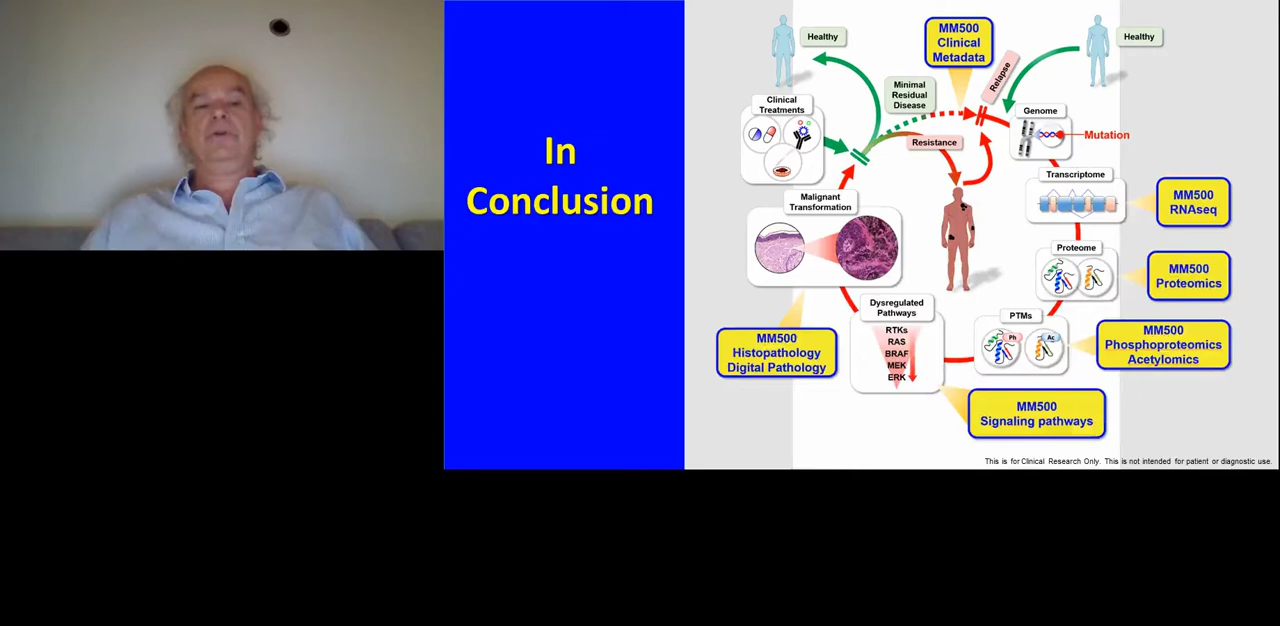 In
Conclusion
Healthy
MM500
Clinical
Metadata
Healthy
Relapse
Minimal
Residual
Disease
Clinical
Treatments
Genome
Mutation
Resistance
Transcriptome
Malignant
Transformation
MM500
RNAseq
Proteome
MM500
Proteomics
Dysregulated
Pathways
RTKs
RAS
BRAF
MEK
ERK
PTMs
Ph
Ac
MM500
Phosphoproteomics
Acetylomics
MM500
Histopathology
Digital Pathology
MM500
Signaling pathways
This is for Clinical Research Only. This is not intended for patient or diagnostic use.